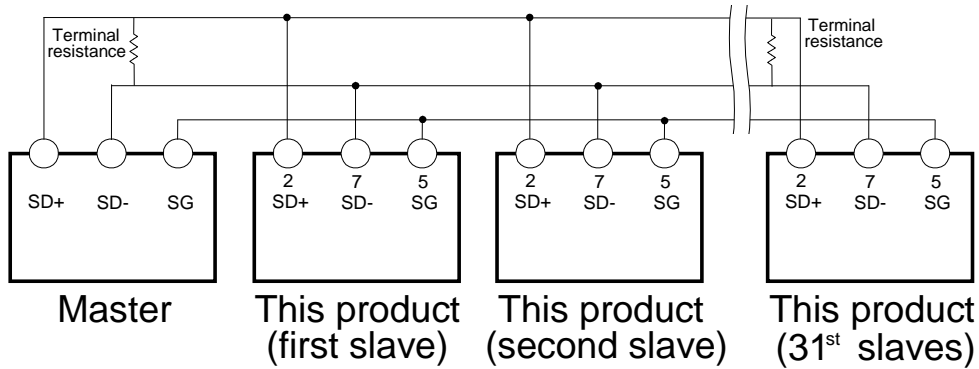 Terminal
resistance
Terminal
resistance
SD+ SD- SG
2 7 5
SD+ SD- SG
2 7 5
SD+ SD- SG
2 7 5
SD+ SD- SG
Master
This product
(first slave)
This product
(second slave)
This product
(31st slaves)